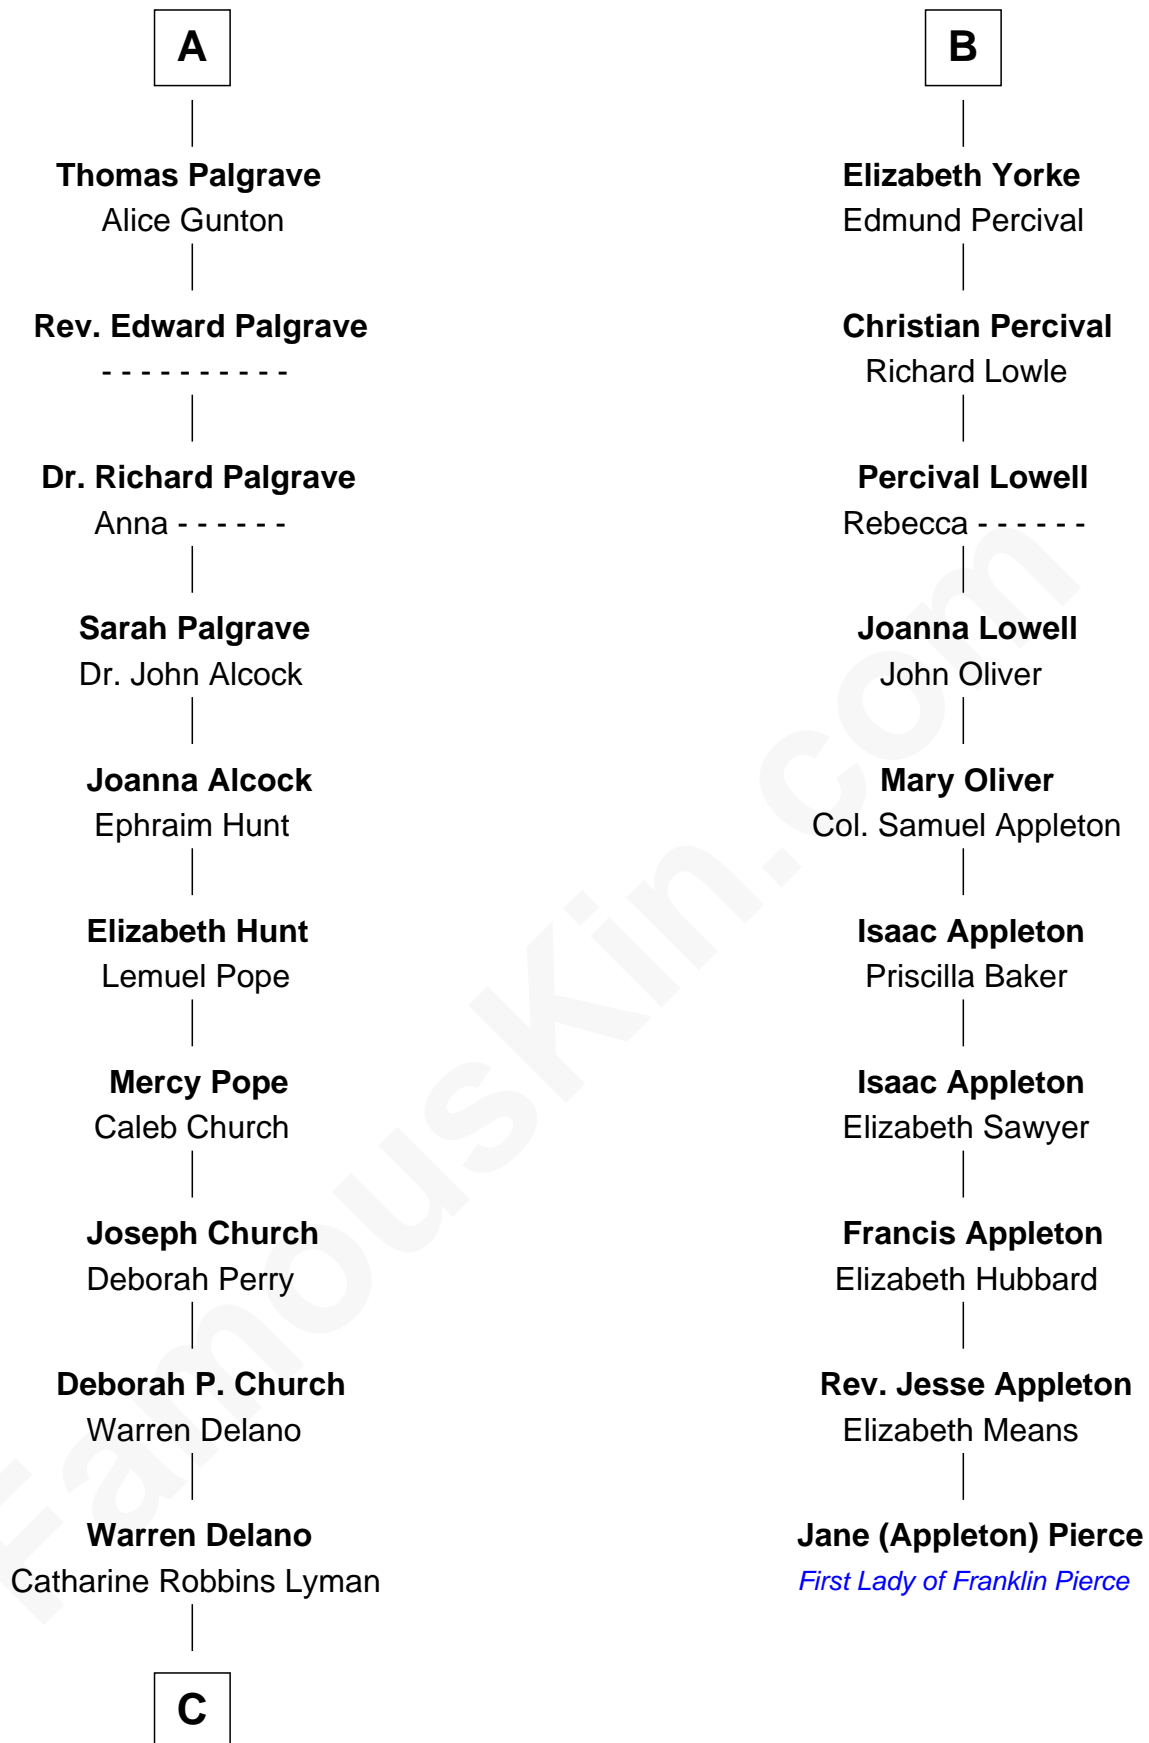 A
Thomas Palgrave
Alice Gunton
Rev. Edward Palgrave
- - - - - - - - - -
Dr. Richard Palgrave
Anna - - - - - -
Sarah Palgrave
Dr. John Alcock
Joanna Alcock
Ephraim Hunt
Elizabeth Hunt
Lemuel Pope
Mercy Pope
Caleb Church
Joseph Church
Deborah Perry
Deborah P. Church
Warren Delano
Warren Delano
Catharine Robbins Lyman
C
B
Elizabeth Yorke
Edmund Percival
Christian Percival
Richard Lowle
Percival Lowell
Rebecca - - - - - -
Joanna Lowell
John Oliver
Mary Oliver
Col. Samuel Appleton
Isaac Appleton
Priscilla Baker
Isaac Appleton
Elizabeth Sawyer
Francis Appleton
Elizabeth Hubbard
Rev. Jesse Appleton
Elizabeth Means
Jane (Appleton) Pierce
First Lady of Franklin Pierce
FamousKin.com